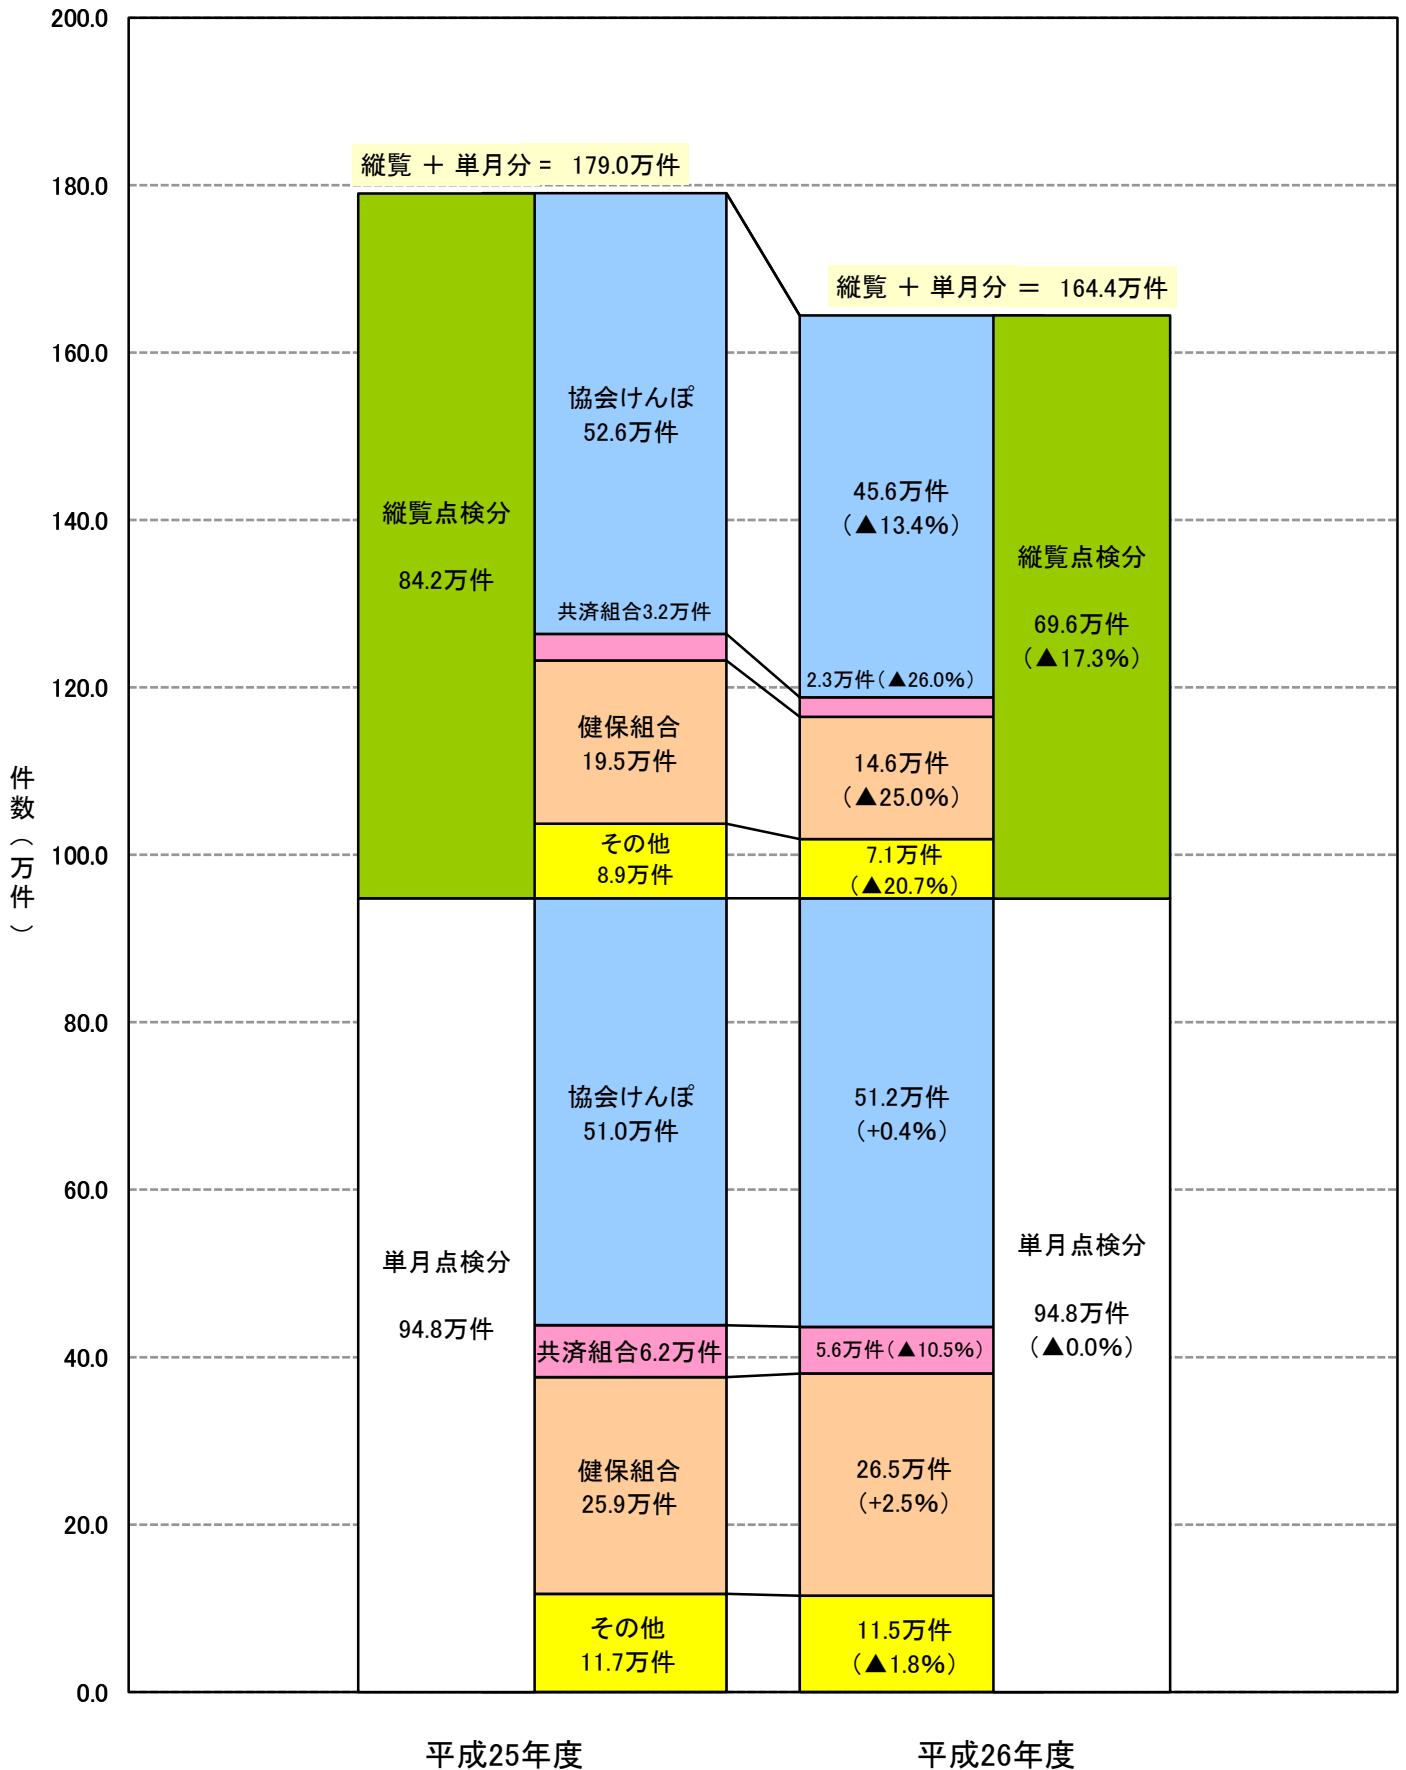 200.0
180.0
160.0
140.0
120.0
100.0
80.0
60.0
40.0
20.0
0.0
件数（万件）
縦覧 ＋ 単月分＝ 179.0万件
縦覧点検分
84.2万件
協会けんぽ
52.6万件
共済組合3.2万件
健保組合
19.5万件
その他
8.9万件
単月点検分
94.8万件
協会けんぽ
51.0万件
共済組合6.2万件
健保組合
25.9万件
その他
11.7万件
縦覧 ＋ 単月分 ＝ 164.4万件
45.6万件
（▲13.4%）
2.3万件（▲26.0%）
14.6万件
（▲25.0%）
7.1万件
（▲20.7%）
縦覧点検分
69.6万件
（▲17.3%）
51.2万件
（+0.4%）
5.6万件（▲10.5%）
26.5万件
（+2.5%）
11.5万件
（▲1.8%）
単月点検分
94.8万件
（▲0.0%）
平成25年度
平成26年度